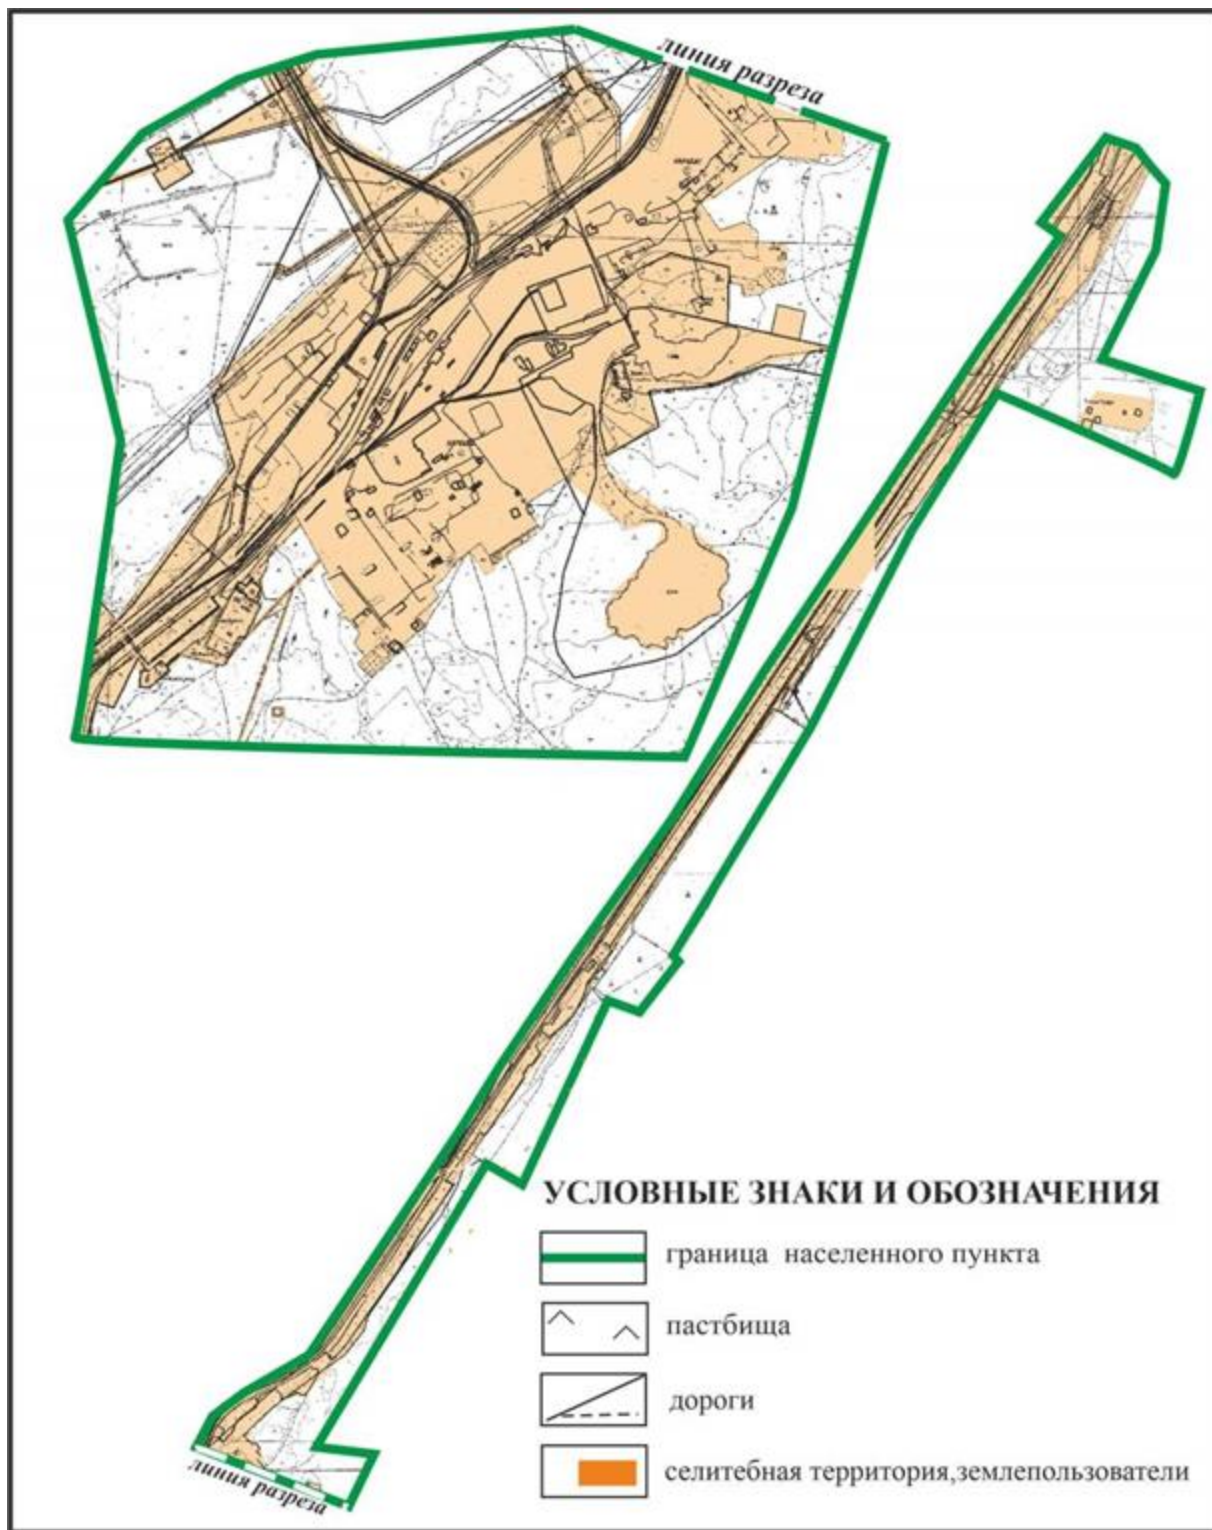 линия разреза
линия разреза
УСЛОВНЫЕ ЗНАКИ И ОБОЗНАЧЕНИЯ
граница населенного пункта
пастбища
дороги
селитебная территория,землепользователи